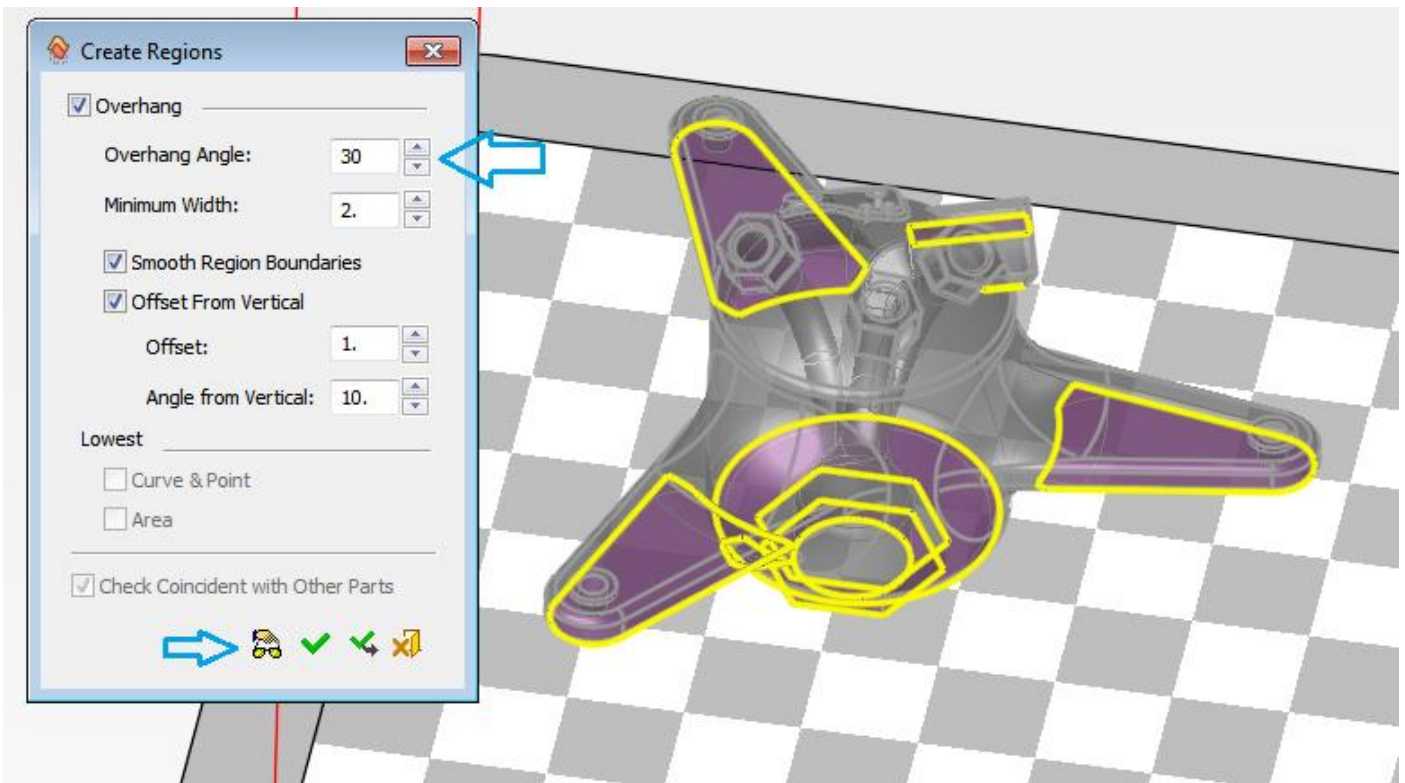 Create Regions
Overhang
Overhang Angle: 30
Minimum Width: 2.
Smooth Region Boundaries
Offset From Vertical
Offset: 1.
Angle from Vertical: 10.
Lowest
Curve & Point
Area
Check Coincident with Other Parts